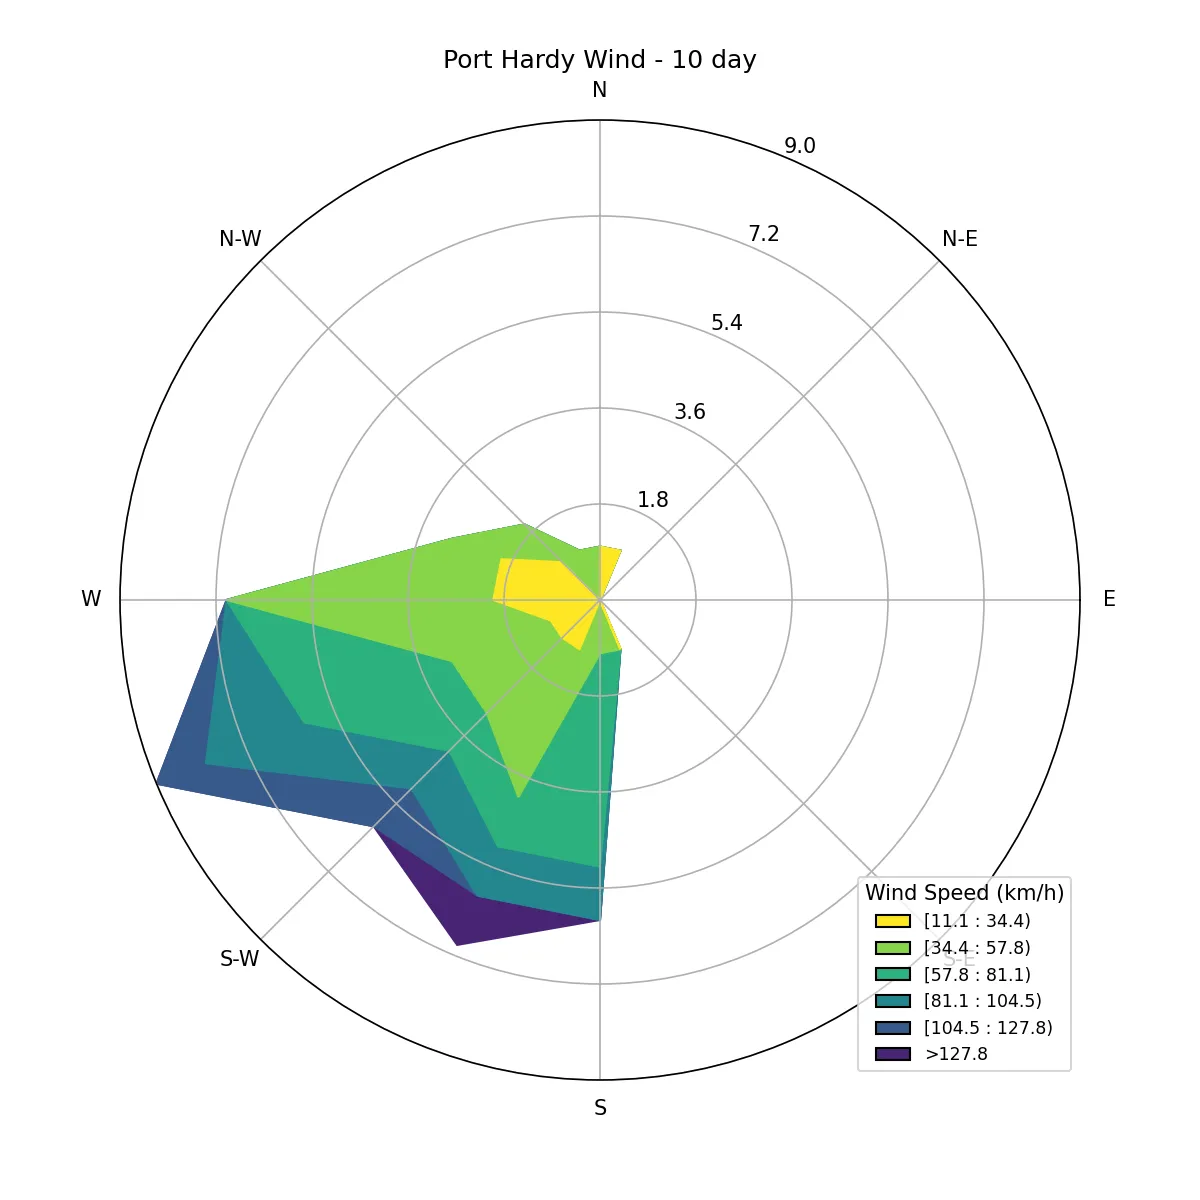 Port Hardy Wind - 10 day
N
9.0
N-W
N-E
7.2
5.4
3.6
1.8
W
E
S-W
S-E
S
Wind Speed (km/h)
[11.1 : 34.4)
[34.4 : 57.8)
[57.8 : 81.1)
[81.1 : 104.5)
[104.5 : 127.8)
>127.8